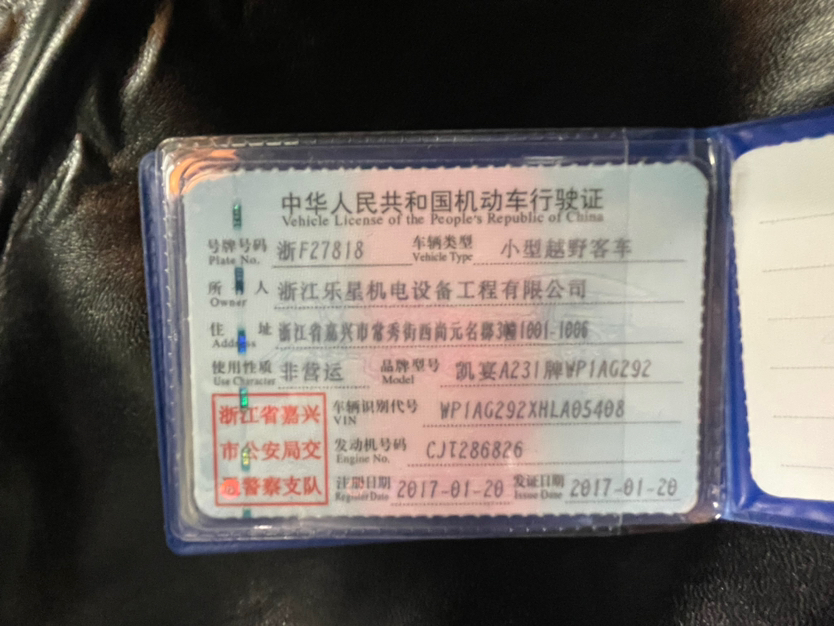 中华人民共和国机动车行驶证
Vehicle License of the People's Republic of China
号牌号码 浙F27818 车辆类型 小型越野客车
Plate No. Vehicle Type
所有人 浙江乐星机电设备工程有限公司
Owner
住址 浙江省嘉兴市常秀街西尚元名郡3幢1001-1006
Address
使用性质 非营运 品牌型号 凯宴A231牌WP1AG292
Use Character Model
浙江省嘉兴 车辆识别代号 WP1AG292XHLA05408
VIN
市公安局交 发动机号码 CJT286826
Engine No.
通警察支队 注册日期 2017-01-20 发证日期 2017-01-20
Register Date Issue Date